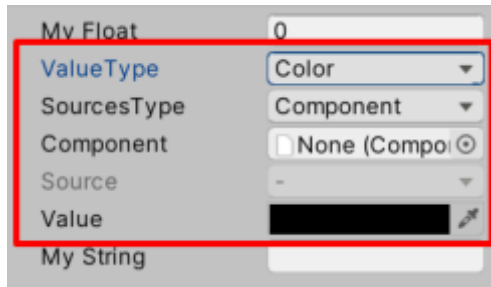 My Float 0
ValueType Color
SourcesType Component
Component None (Compo
Source -
Value
My String